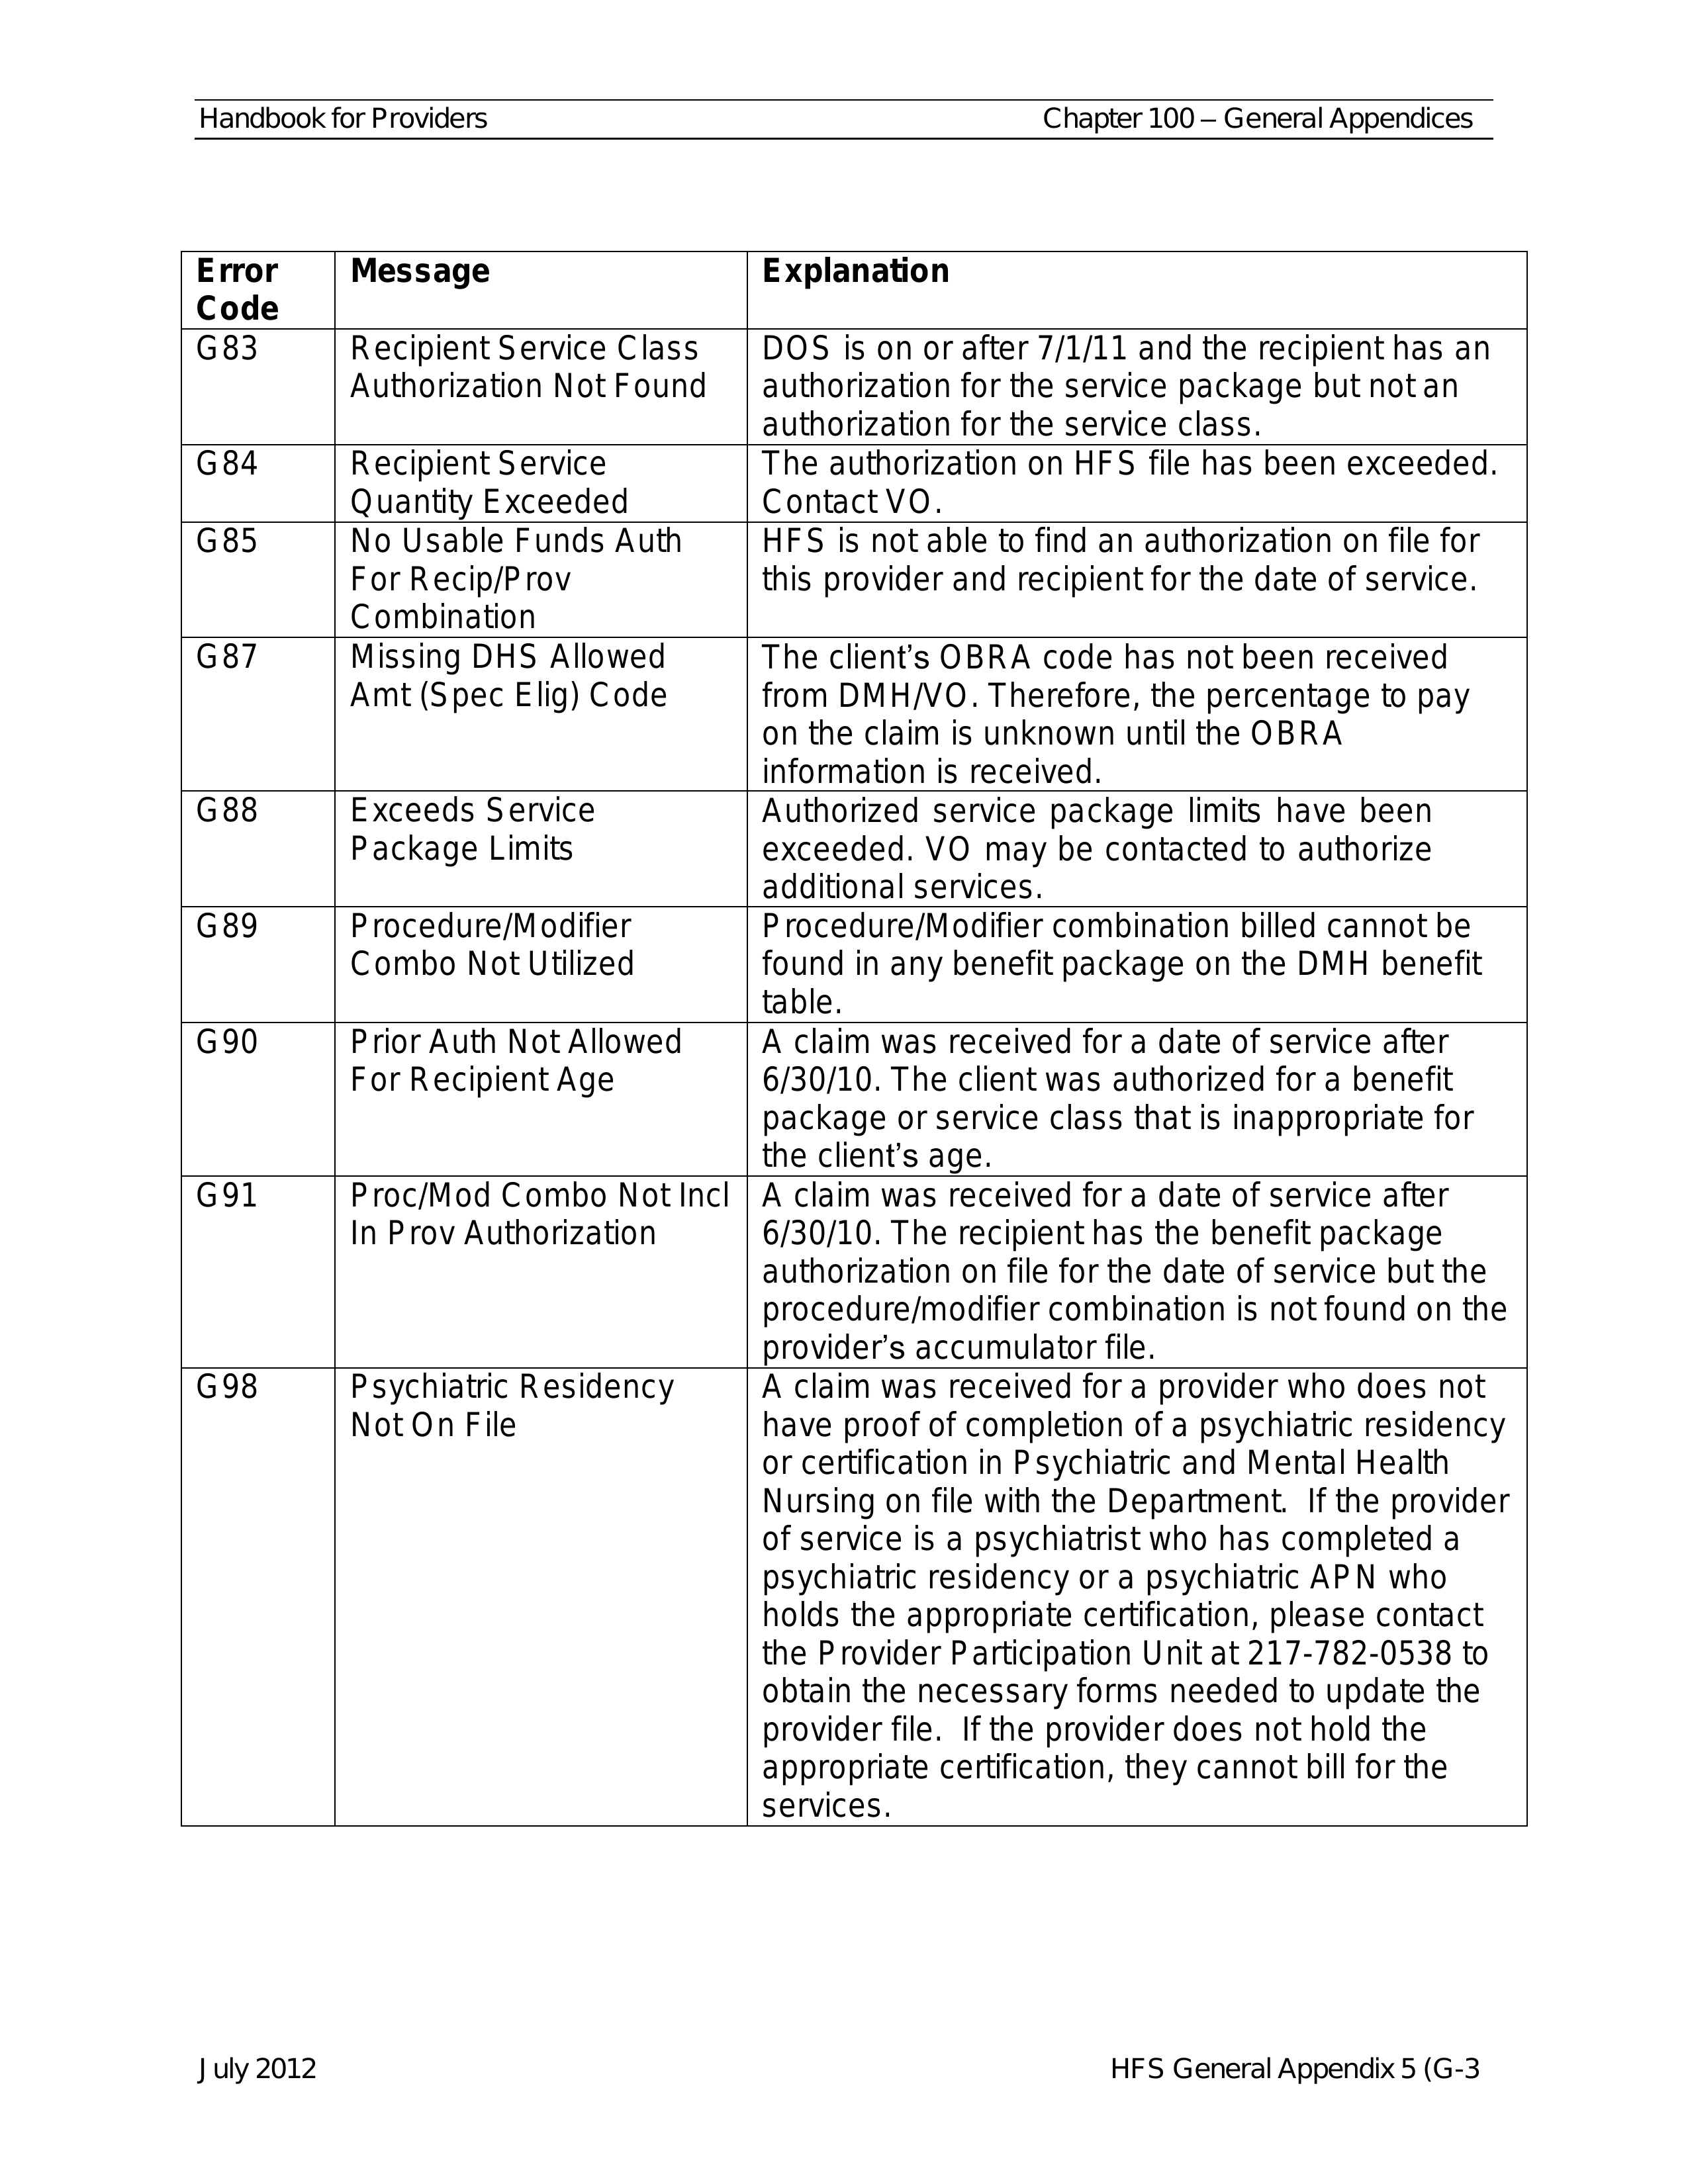 Handbook for Providers Chapter 100 – General Appendices
Error Code Message Explanation
G83 Recipient Service Class DOS is on or after 7/1/11 and the recipient has an
Authorization Not Found authorization for the service package but not an
authorization for the service class.
G84 Recipient Service The authorization on HFS file has been exceeded.
Quantity Exceeded Contact VO.
G85 No Usable Funds Auth HFS is not able to find an authorization on file for
For Recip/Prov this provider and recipient for the date of service.
Combination
G87 Missing DHS Allowed The client’s OBRA code has not been received
Amt (Spec Elig) Code from DMH/VO. Therefore, the percentage to pay
on the claim is unknown until the OBRA
information is received.
G88 Exceeds Service Authorized service package limits have been
Package Limits exceeded. VO may be contacted to authorize
additional services.
G89 Procedure/Modifier Procedure/Modifier combination billed cannot be
Combo Not Utilized found in any benefit package on the DMH benefit
table.
G90 Prior Auth Not Allowed A claim was received for a date of service after
For Recipient Age 6/30/10. The client was authorized for a benefit
package or service class that is inappropriate for
the client’s age.
G91 Proc/Mod Combo Not Incl A claim was received for a date of service after
In Prov Authorization 6/30/10. The recipient has the benefit package
authorization on file for the date of service but the
procedure/modifier combination is not found on the
provider’s accumulator file.
G98 Psychiatric Residency A claim was received for a provider who does not
Not On File have proof of completion of a psychiatric residency
or certification in Psychiatric and Mental Health
Nursing on file with the Department. If the provider
of service is a psychiatrist who has completed a
psychiatric residency or a psychiatric APN who
holds the appropriate certification, please contact
the Provider Participation Unit at 217-782-0538 to
obtain the necessary forms needed to update the
provider file. If the provider does not hold the
appropriate certification, they cannot bill for the
services.
July 2012 HFS General Appendix 5 (G-3